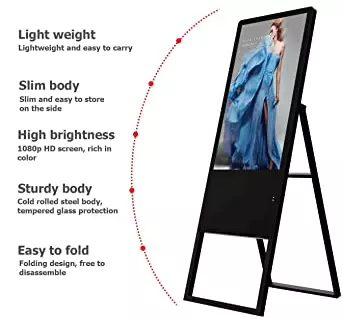 Light weight
Lightweight and easy to carry
Slim body
Slim and easy to store
on the side
High brightness
1080p HD screen, rich in
color
Sturdy body
Cold rolled steel body,
tempered glass protection
Easy to fold
Folding design, free to
disassemble